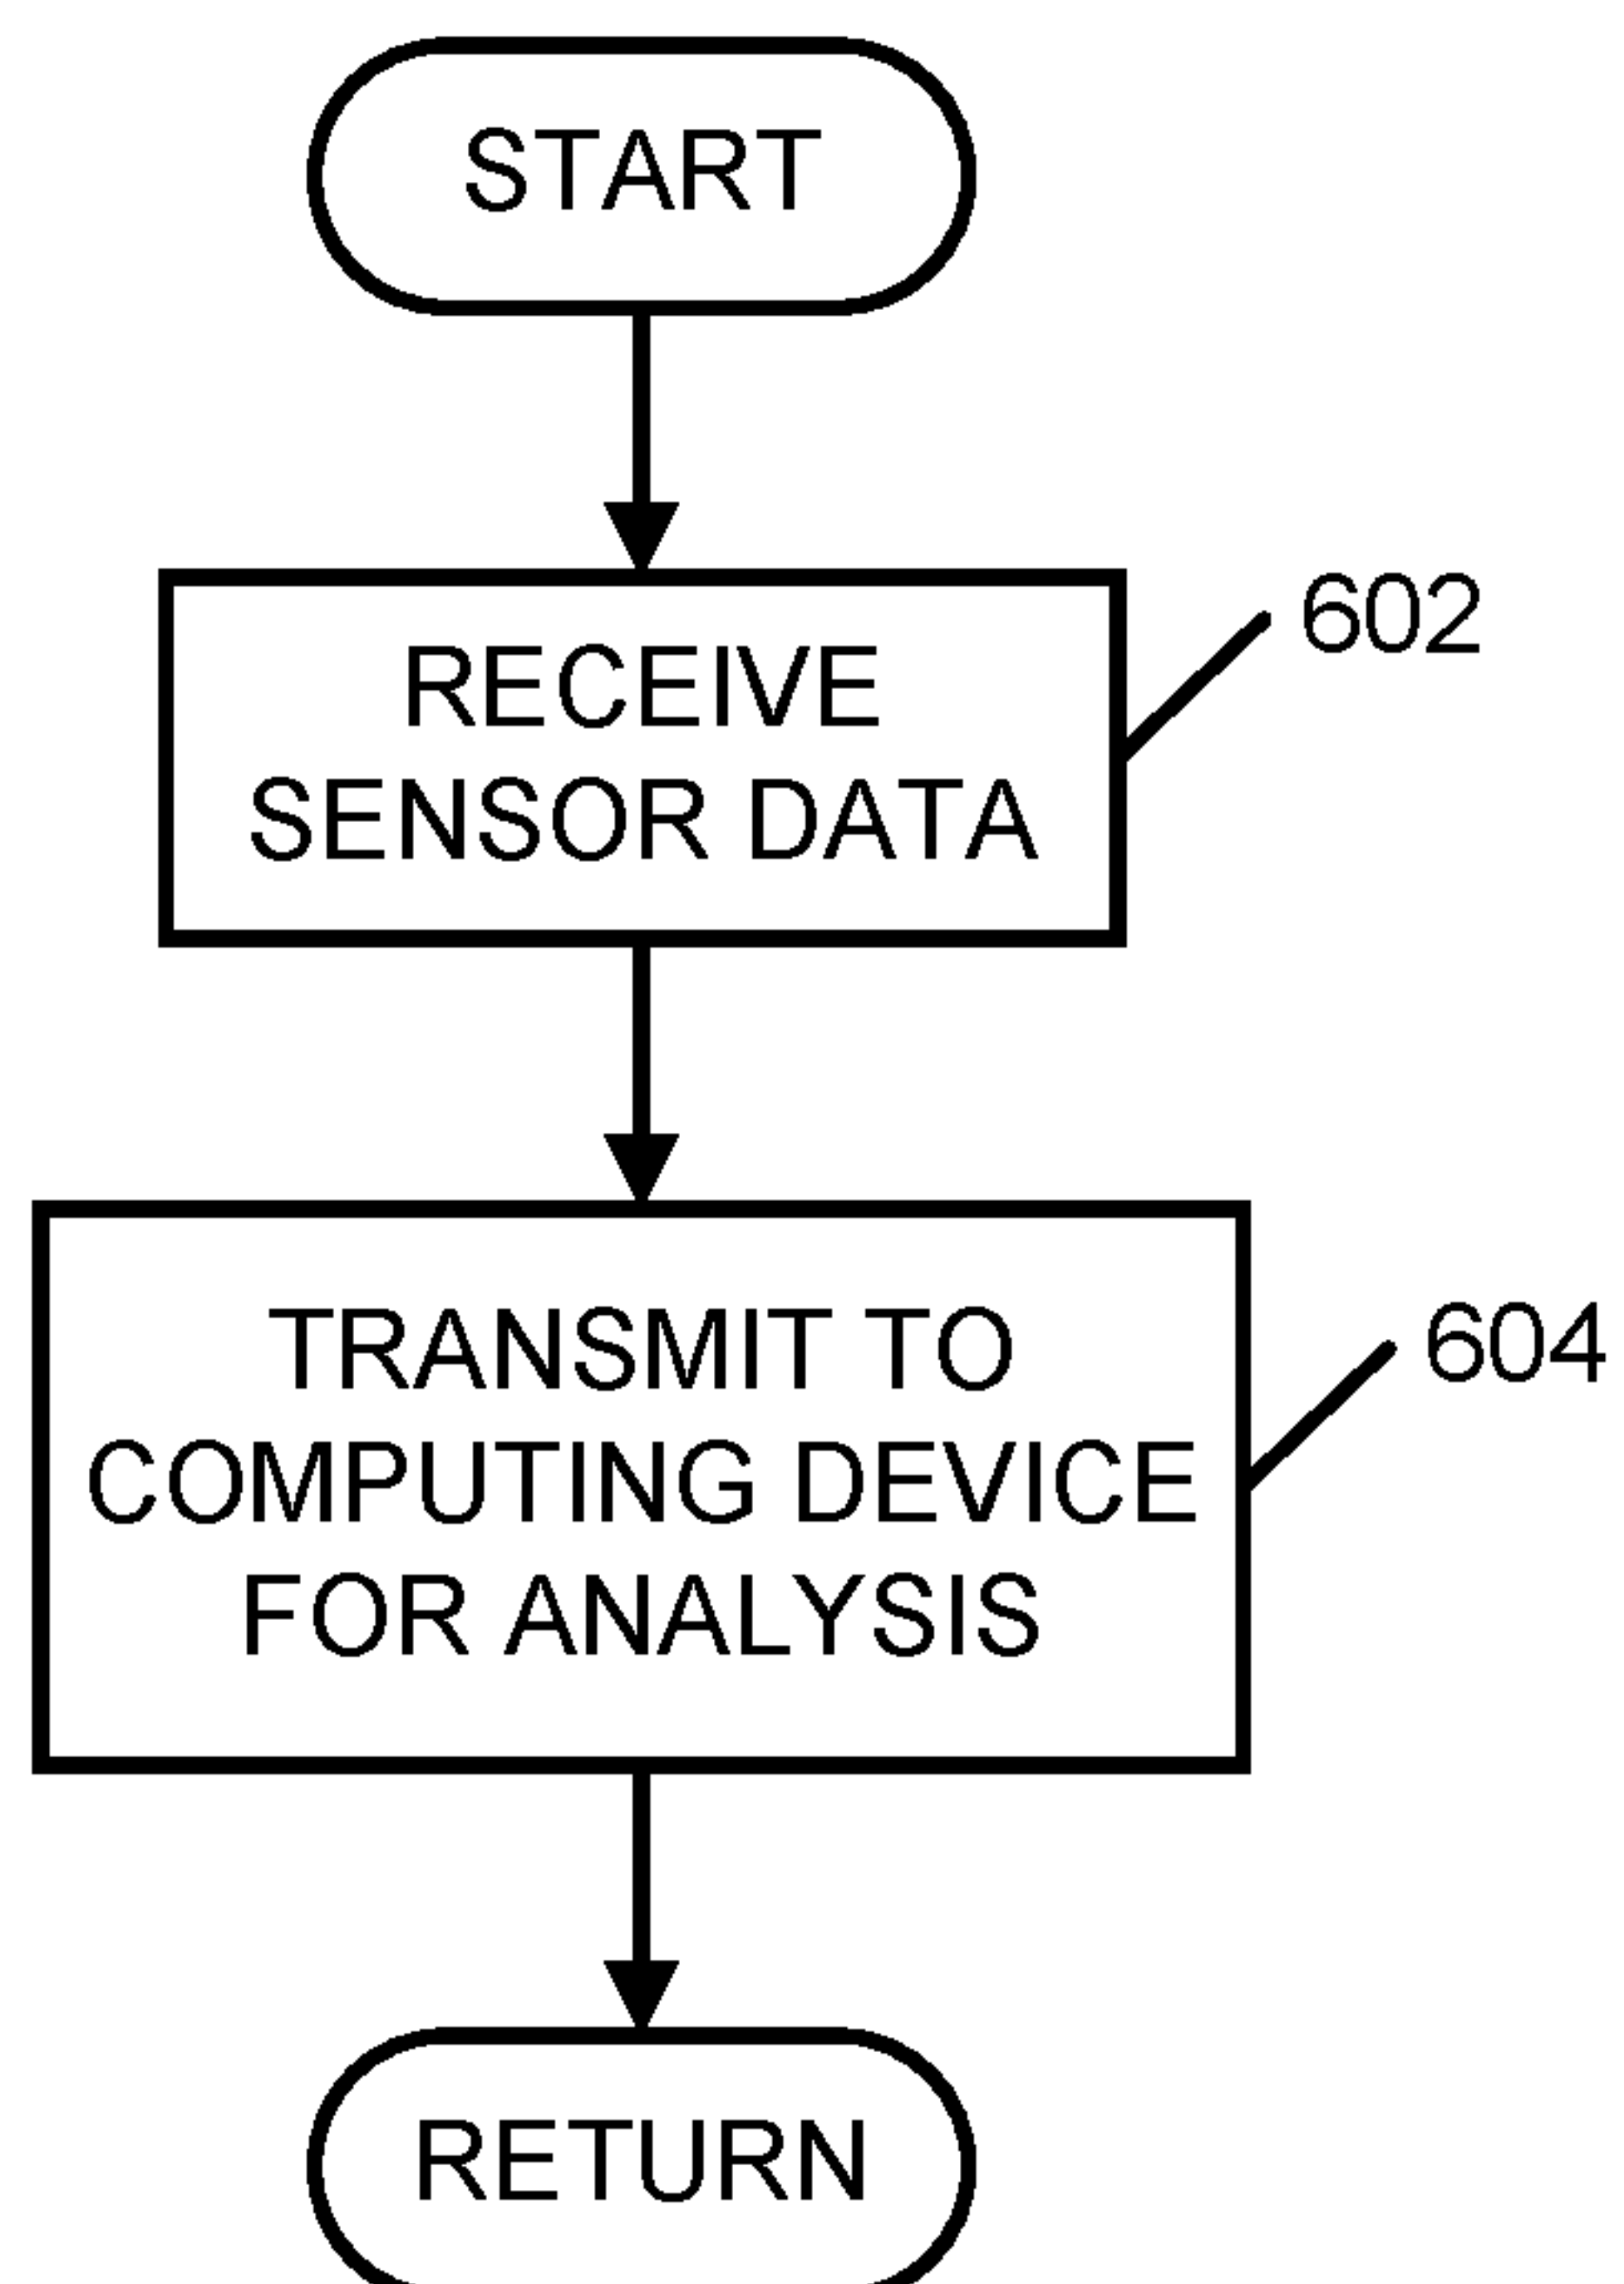 START
602
RECEIVE
SENSOR DATA
604
TRANSMIT TO
COMPUTING DEVICE
FOR ANALYSIS
RETURN